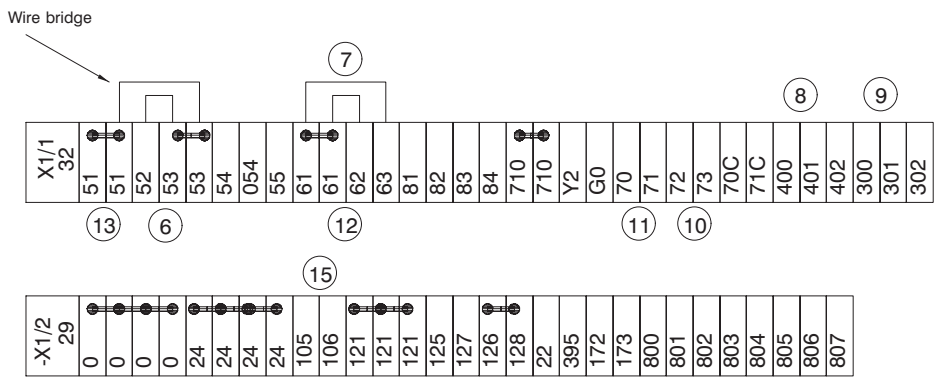 Wire bridge
7
8 9
X1/1 32 51 51 52 53 53 54 054 55 61 61 62 63 81 82 83 84 710 710 Y2 G0 70 71 72 73 70C 71C 400 401 402 300 301 302
13 6 12 11 10
15
-X1/2 29 0 0 0 0 24 24 24 24 105 106 121 121 121 125 127 126 128 22 395 172 173 800 801 802 803 804 805 806 807